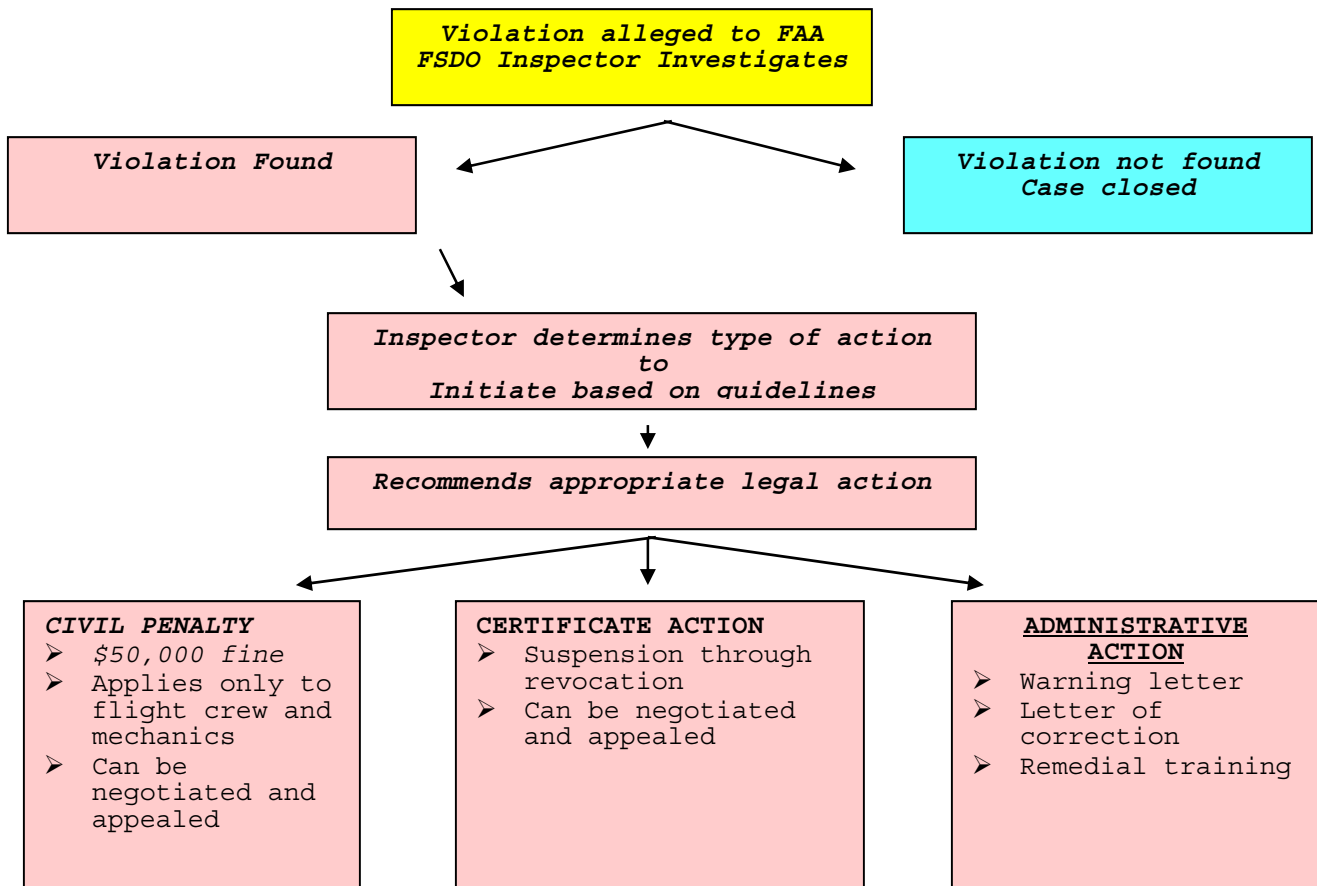 Violation alleged to FAA
FSDO Inspector Investigates
Violation Found
Violation not found
Case closed
Inspector determines type of action
to
Initiate based on guidelines
Recommends appropriate legal action
CIVIL PENALTY
➢ $50,000 fine
➢ Applies only to
flight crew and
mechanics
➢ Can be
negotiated and
appealed
CERTIFICATE ACTION
➢ Suspension through
revocation
➢ Can be negotiated
and appealed
ADMINISTRATIVE
ACTION
➢ Warning letter
➢ Letter of
correction
➢ Remedial training